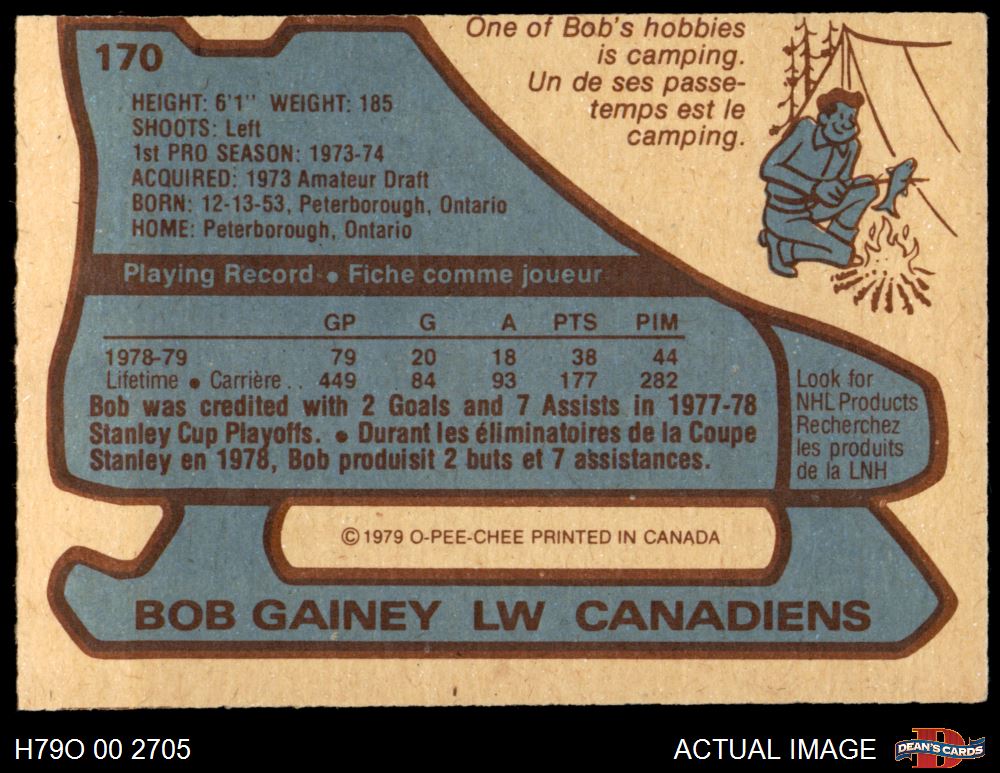 170
One of Bob's hobbies
is camping.
Un de ses passe-
temps est le
camping.
HEIGHT: 6'1" WEIGHT: 185
SHOOTS: Left
1st PRO SEASON: 1973-74
ACQUIRED: 1973 Amateur Draft
BORN: 12-13-53, Peterborough, Ontario
HOME: Peterborough, Ontario
Playing Record • Fiche comme joueur
GP G A PTS PIM
1978-79 79 20 18 38 44
Lifetime • Carrière . . 449 84 93 177 282
Bob was credited with 2 Goals and 7 Assists in 1977-78
Stanley Cup Playoffs. • Durant les éliminatoires de la Coupe
Stanley en 1978, Bob produisit 2 buts et 7 assistances.
Look for
NHL Products
Recherchez
les produits
de la LNH
© 1979 O-PEE-CHEE PRINTED IN CANADA
BOB GAINEY LW CANADIENS
H79O 00 2705
ACTUAL IMAGE
D
DEAN'S CARDS